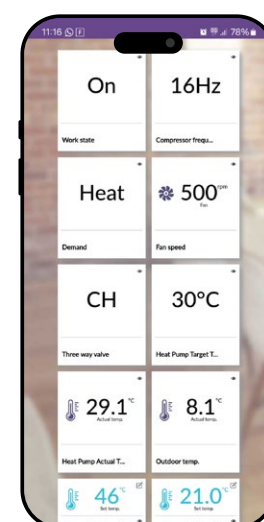 11:16 78%
On
Work state
16Hz
Compressor frequ...
Heat
Demand
500 rpm
Fan
Fan speed
CH
Three way valve
30°C
Heat Pump Target T...
29.1 °C
Actual temp.
Heat Pump Actual T...
8.1 °C
Actual temp.
Outdoor temp.
46 °C
Set temp.
21.0 °C
Set temp.